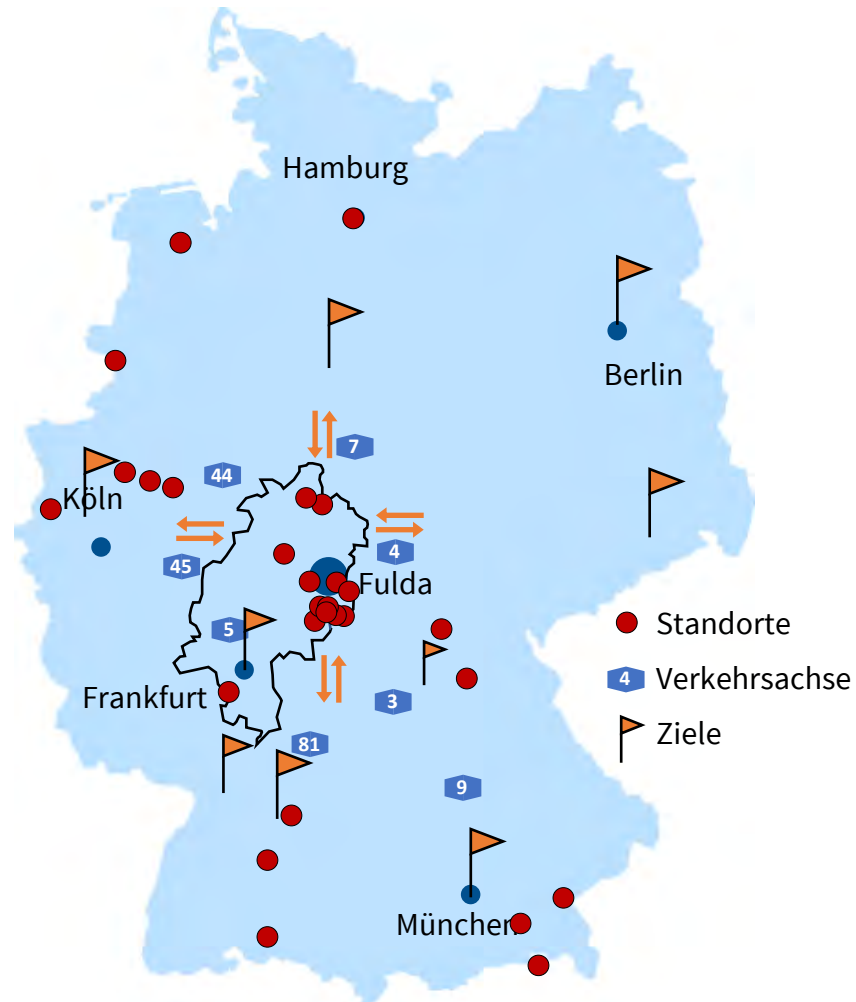 Hamburg
Berlin
7
44
Köln
4
45
Fulda
5
Standorte
4 Verkehrsachse
Frankfurt
3
Ziele
81
9
München